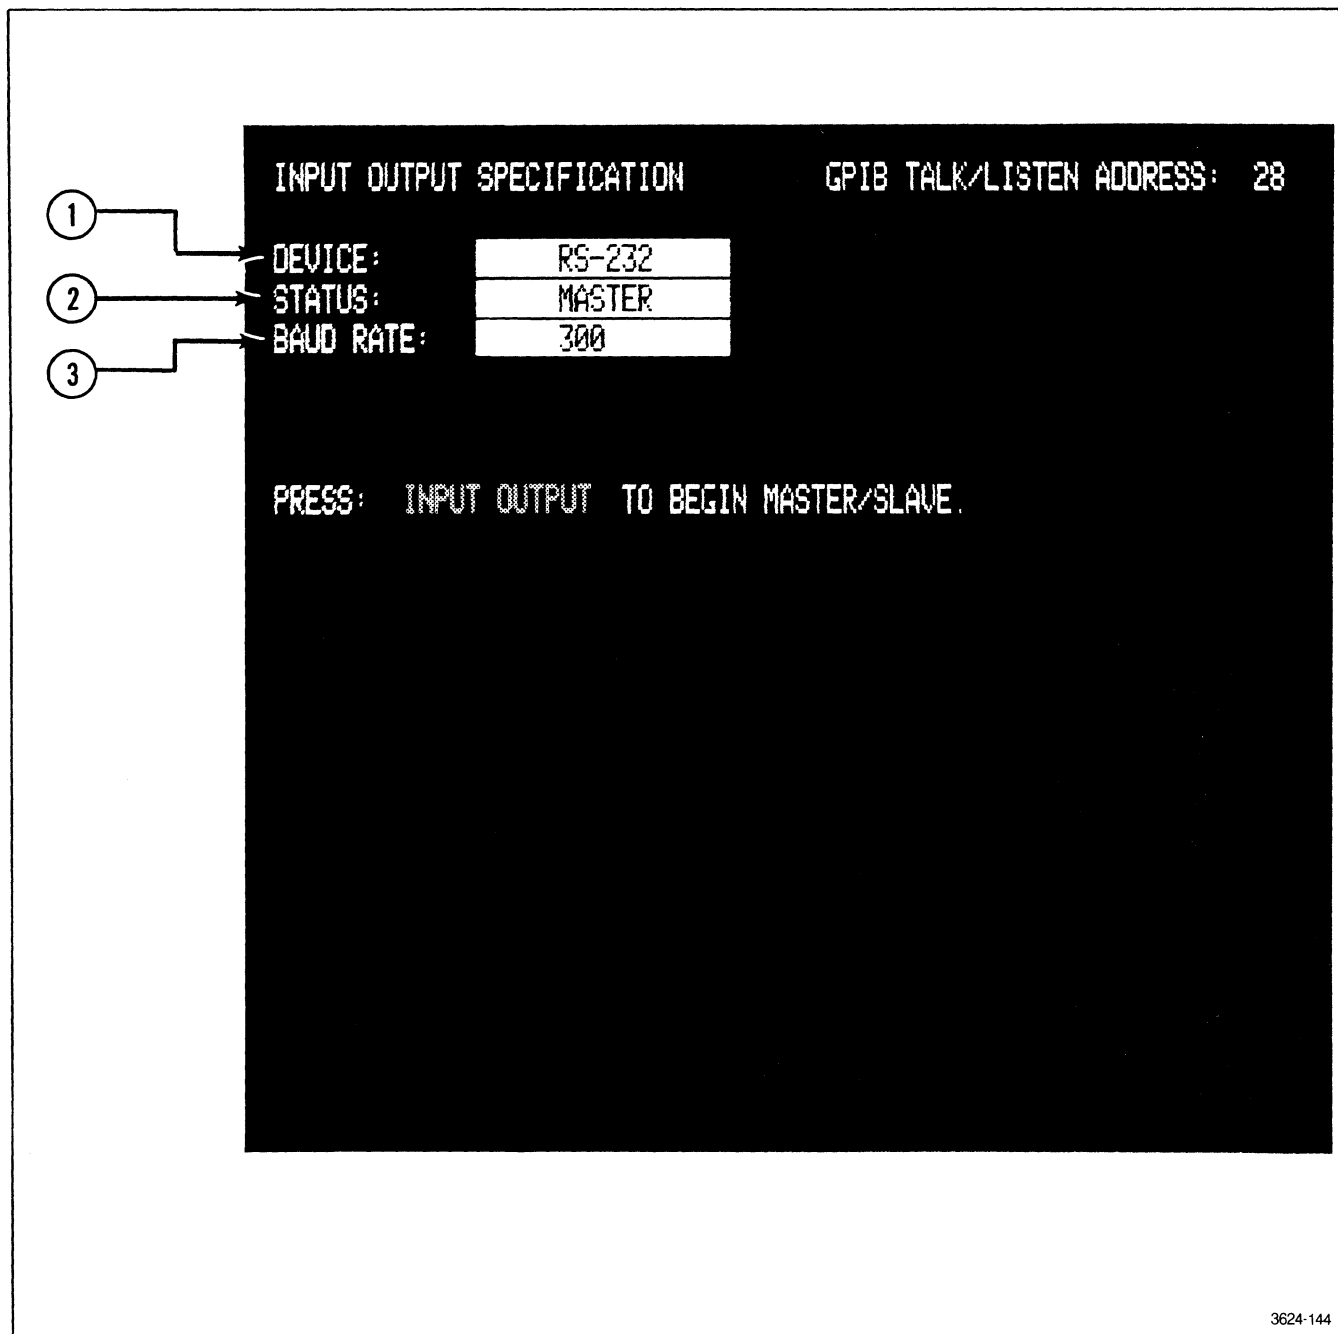 INPUT OUTPUT SPECIFICATION GPIB TALK/LISTEN ADDRESS: 28
1
DEVICE: RS-232
2
STATUS: MASTER
BAUD RATE: 300
3
PRESS: INPUT OUTPUT TO BEGIN MASTER/SLAVE.
3624-144